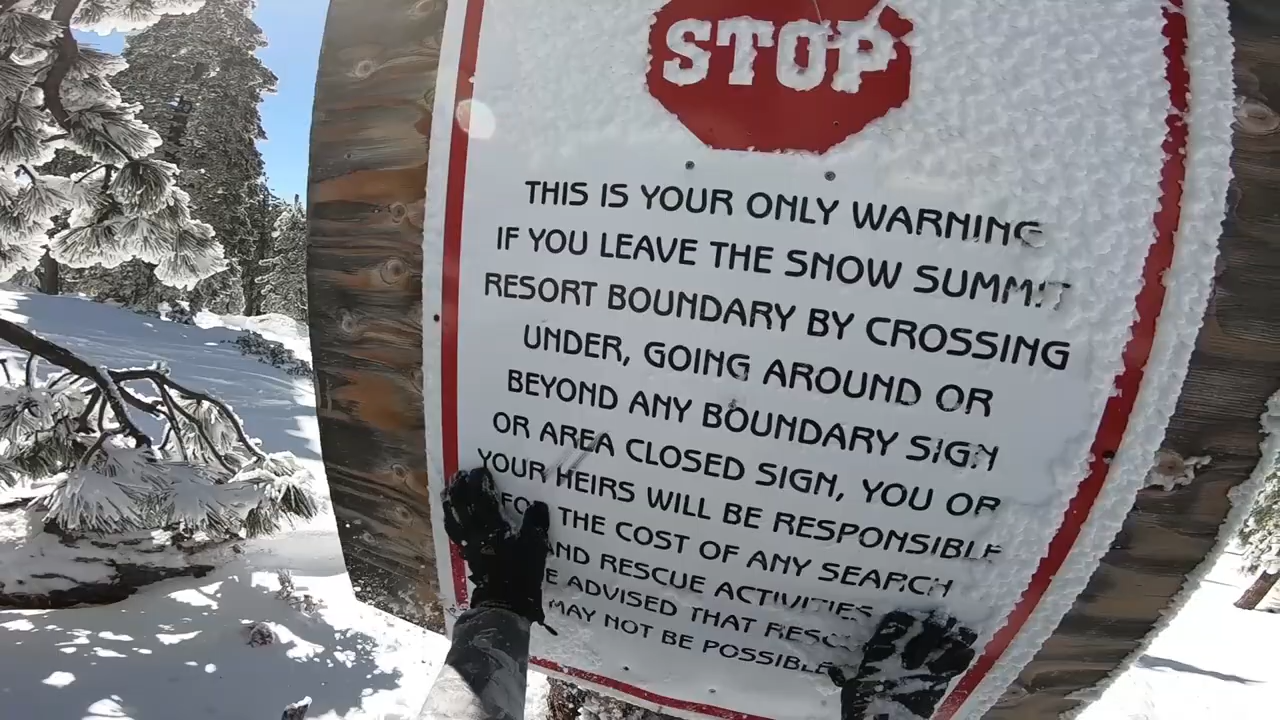 STOP
THIS IS YOUR ONLY WARNING
IF YOU LEAVE THE SNOW SUMMIT
RESORT BOUNDARY BY CROSSING
UNDER, GOING AROUND OR
BEYOND ANY BOUNDARY SIGN
OR AREA CLOSED SIGN, YOU OR
YOUR HEIRS WILL BE RESPONSIBLE
FOR THE COST OF ANY SEARCH
AND RESCUE ACTIVITIES
ADVISED THAT
MAY NOT BE POSSIBLE